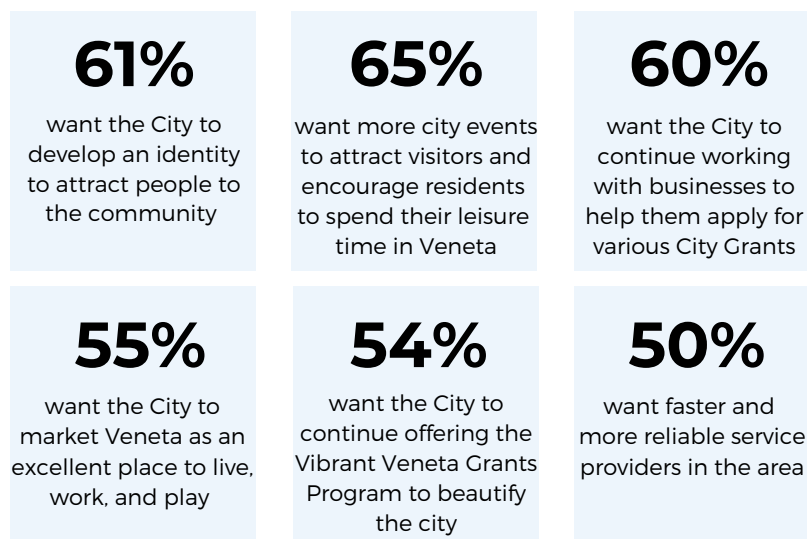 61%
want the City to
develop an identity
to attract people to
the community
65%
want more city events
to attract visitors and
encourage residents
to spend their leisure
time in Veneta
60%
want the City to
continue working
with businesses to
help them apply for
various City Grants
55%
want the City to
market Veneta as an
excellent place to live,
work, and play
54%
want the City to
continue offering the
Vibrant Veneta Grants
Program to beautify
the city
50%
want faster and
more reliable service
providers in the area